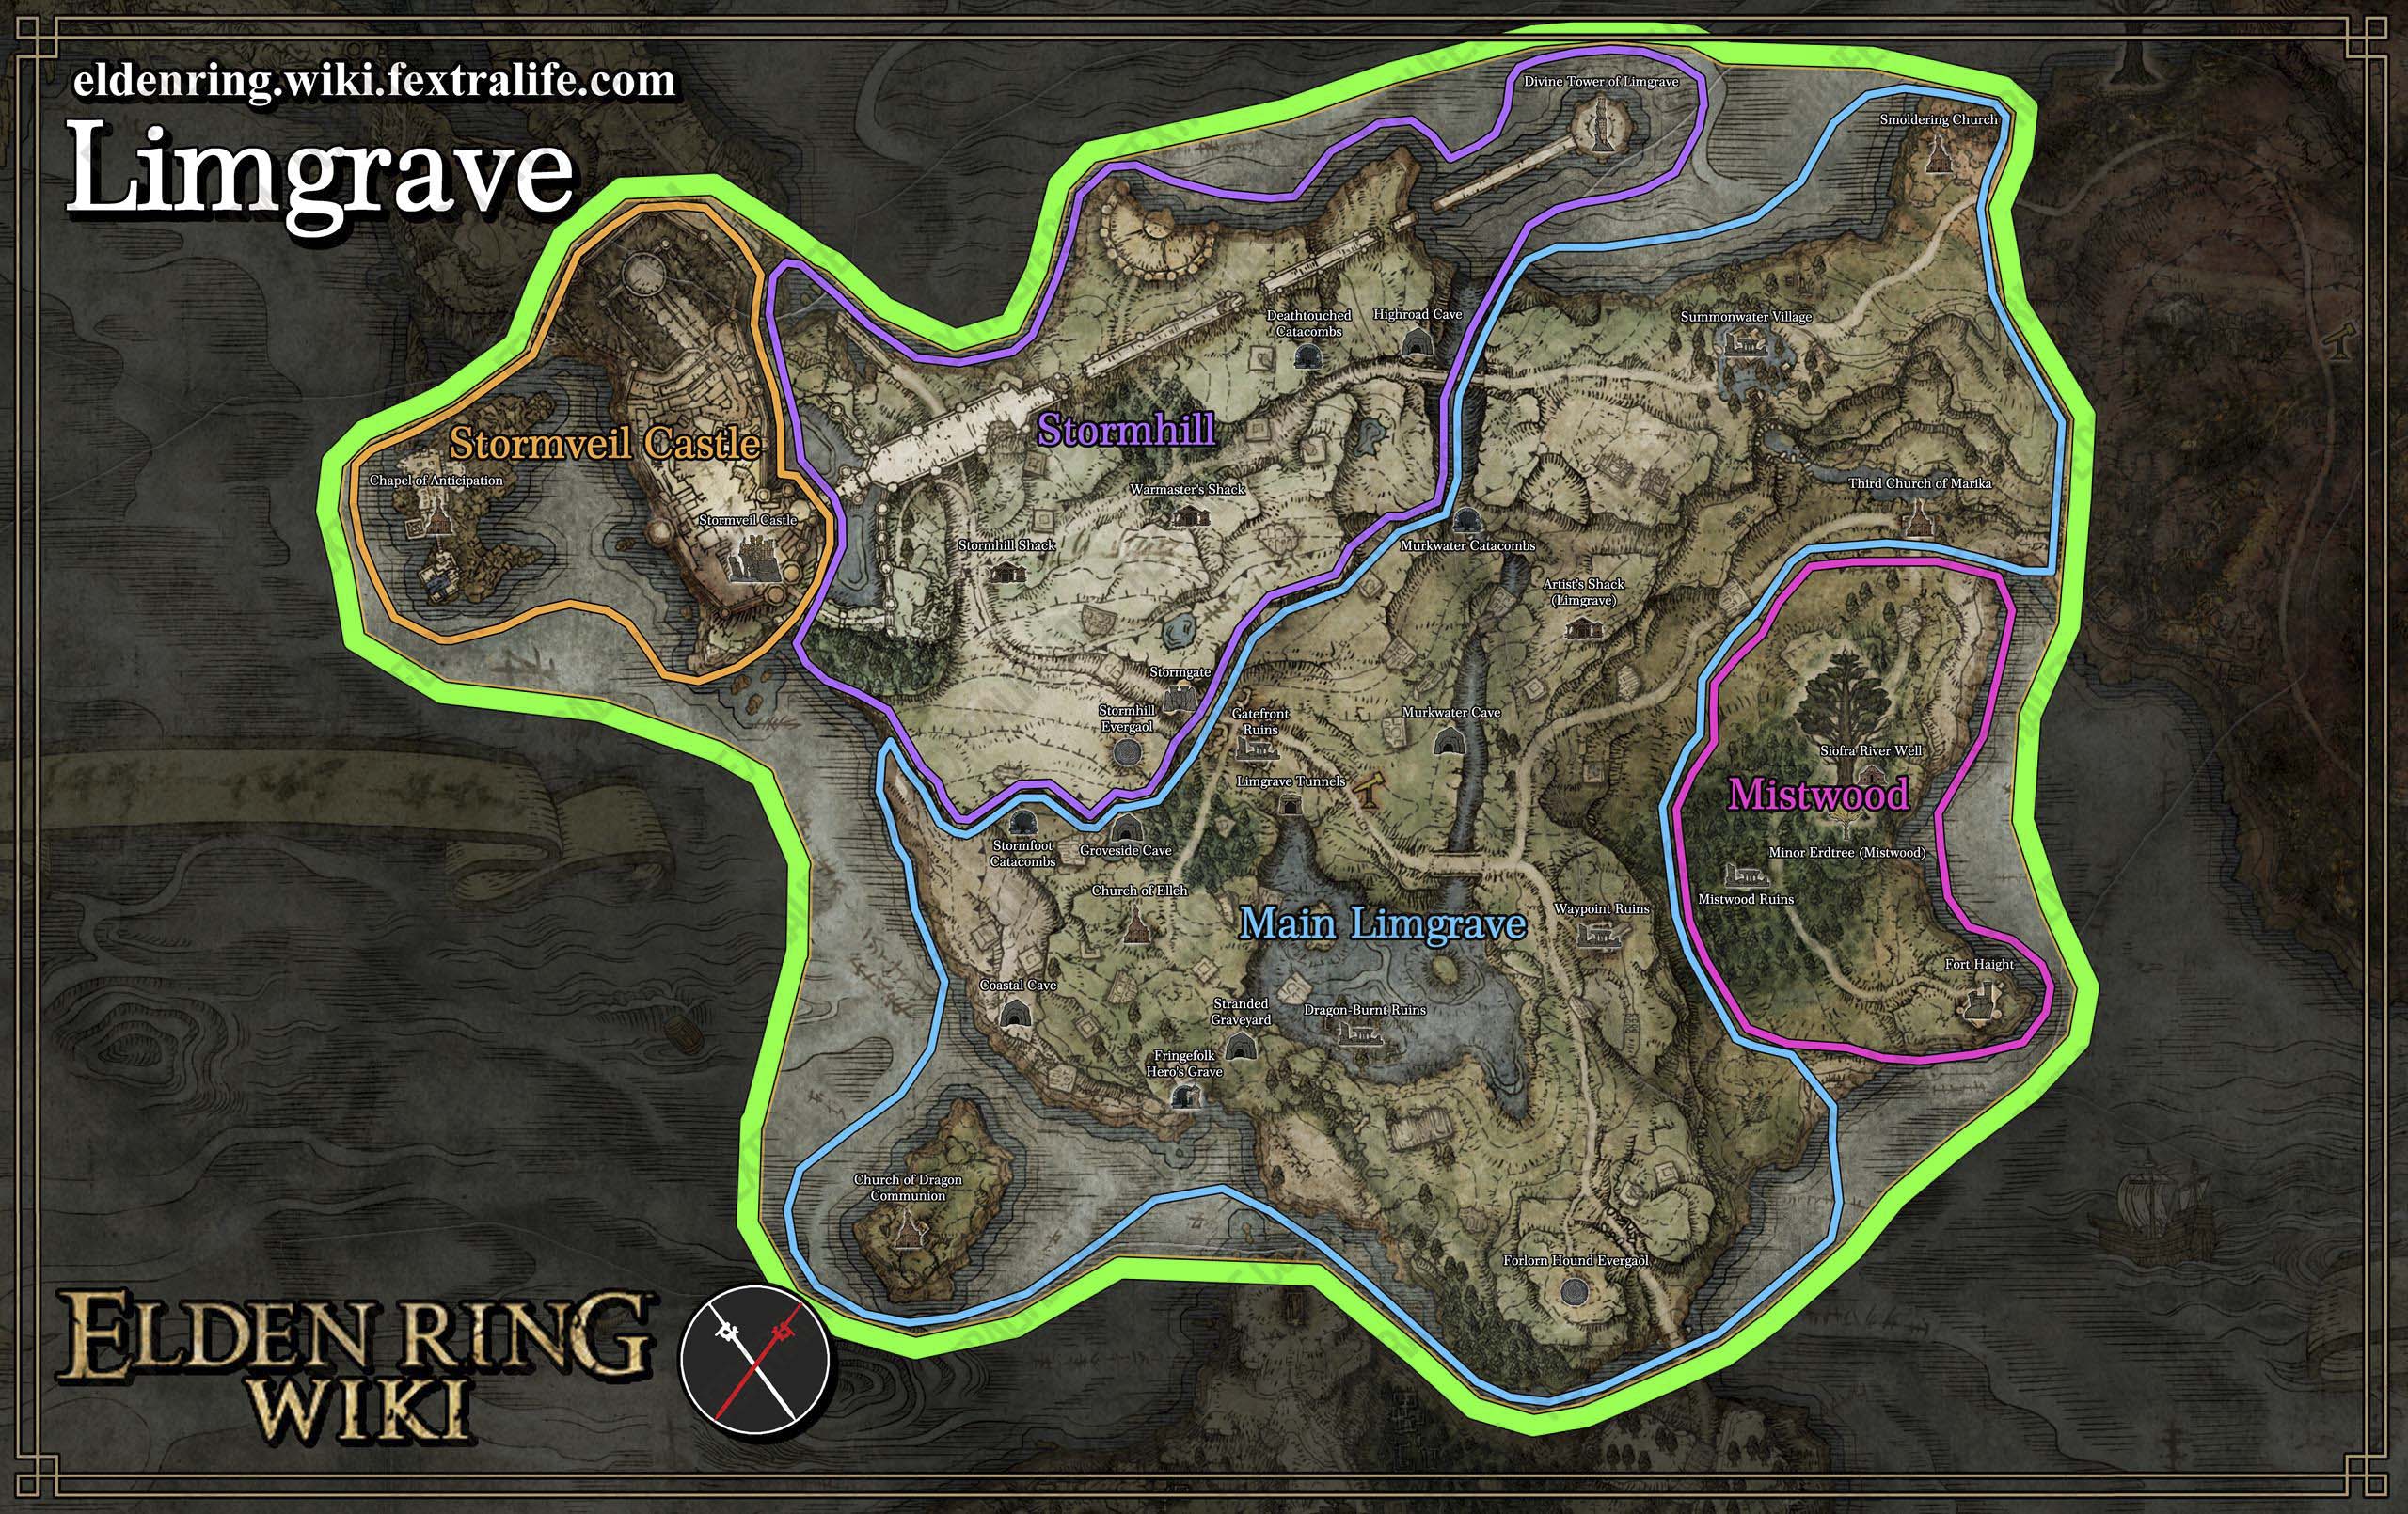 eldenring.wiki.fextralife.com
Limgrave
Divine Tower of Limgrave
Smoldering Church
Deathtouched
Catacombs
Highroad Cave
Summonwater Village
Stormhill
Stormveil Castle
Chapel of Anticipation
Warmaster's Shack
Third Church of Marika
Stormveil Castle
Stormhill Shack
Murkwater Catacombs
Artist's Shack
(Limgrave)
Stormgate
Stormhill
Evergaol
Gatefront
Ruins
Murkwater Cave
Siofra River Well
Limgrave Tunnels
Mistwood
Stormfoot
Catacombs
Groveside Cave
Minor Erdtree (Mistwood)
Church of Elleh
Mistwood Ruins
Main Limgrave
Waypoint Ruins
Fort Haight
Coastal Cave
Stranded
Graveyard
Dragon-Burnt Ruins
Fringefolk
Hero's Grave
Church of Dragon
Communion
Forlorn Hound Evergaol
ELDEN RING
WIKI